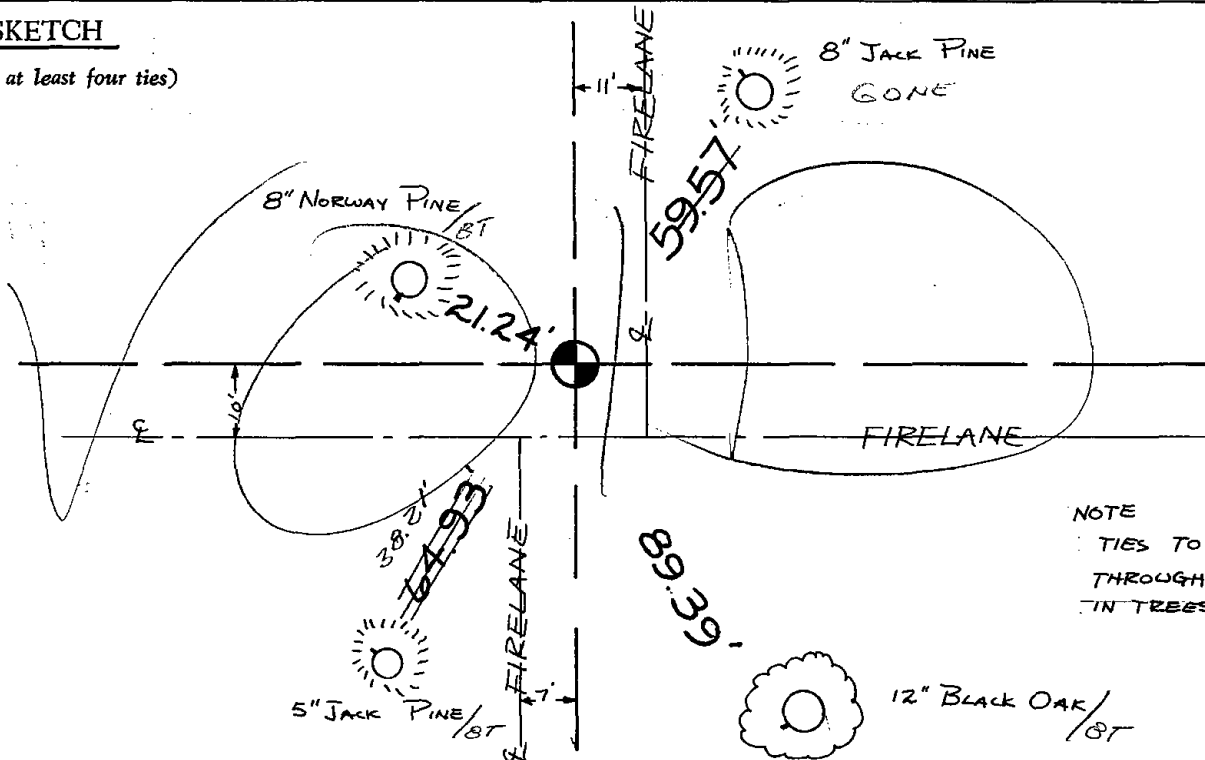 SKETCH
at least four ties)
11'
FIRELANE
8" JACK PINE
GONE
59.57'
8" NORWAY PINE/BT
21.24'
℄
10'
℄
FIRELANE
38.21'
64.93
FIRELANE
89.39'
NOTE
TIES TO
THROUGH
IN TREES
5" JACK PINE/BT
7'
℄
12" BLACK OAK/BT